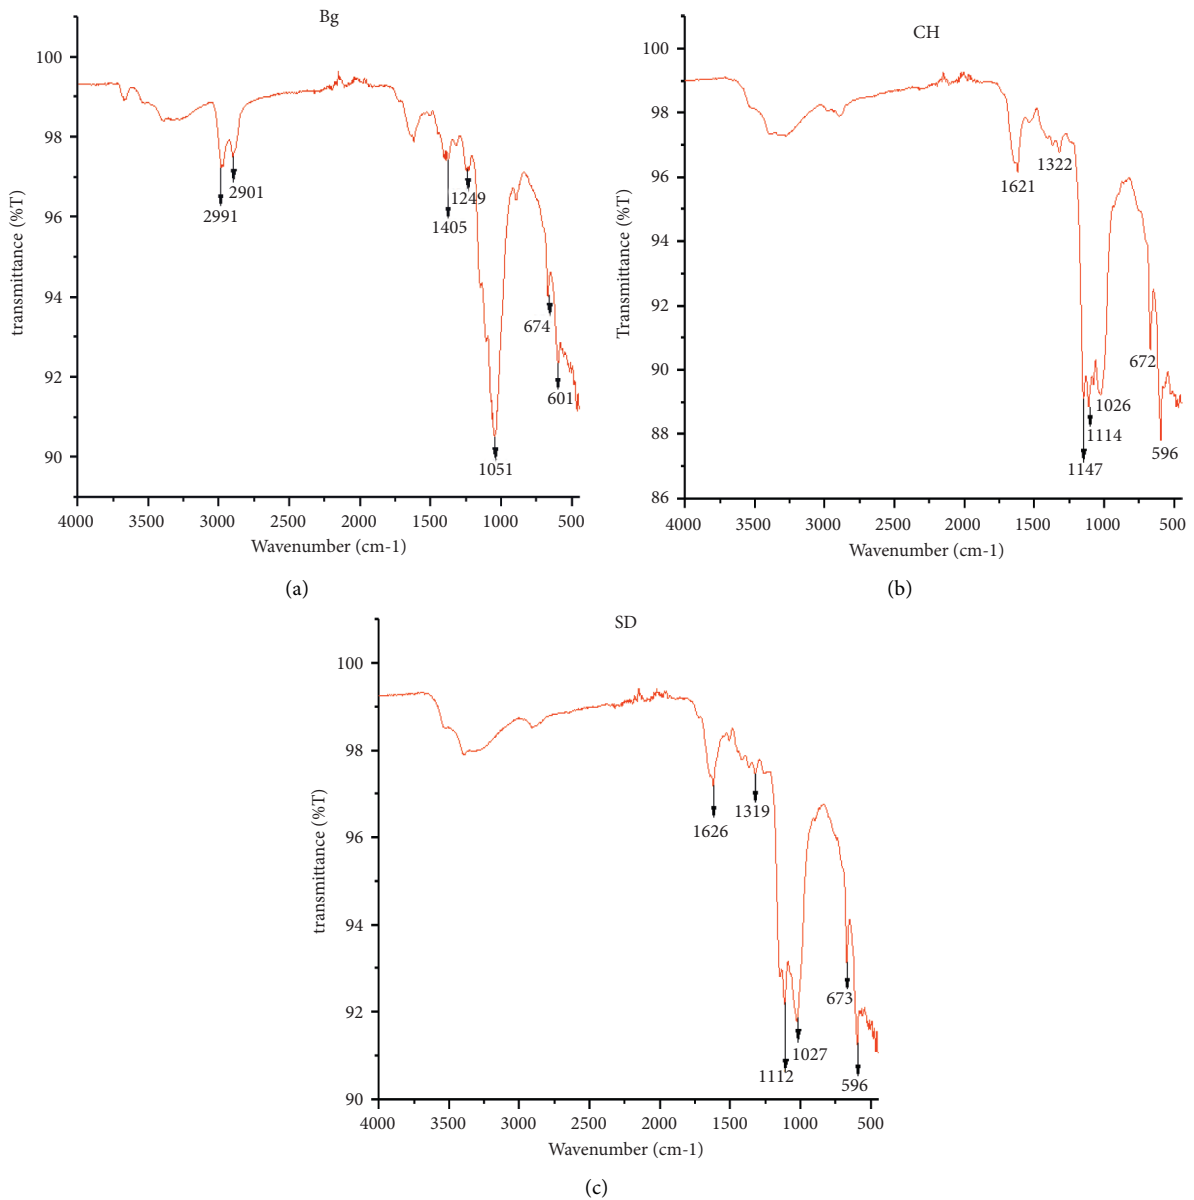 Bg
100
98
96
94
92
90
transmittance (%T)
2991
2901
1405
1249
1051
674
601
4000 3500 3000 2500 2000 1500 1000 500
Wavenumber (cm-1)
(a)
CH
100
98
96
94
92
90
88
86
Transmittance (%T)
1621
1322
1147
1114
1026
672
596
4000 3500 3000 2500 2000 1500 1000 500
Wavenumber (cm-1)
(b)
SD
100
98
96
94
92
90
transmittance (%T)
1626
1319
1112
1027
673
596
4000 3500 3000 2500 2000 1500 1000 500
Wavenumber (cm-1)
(c)